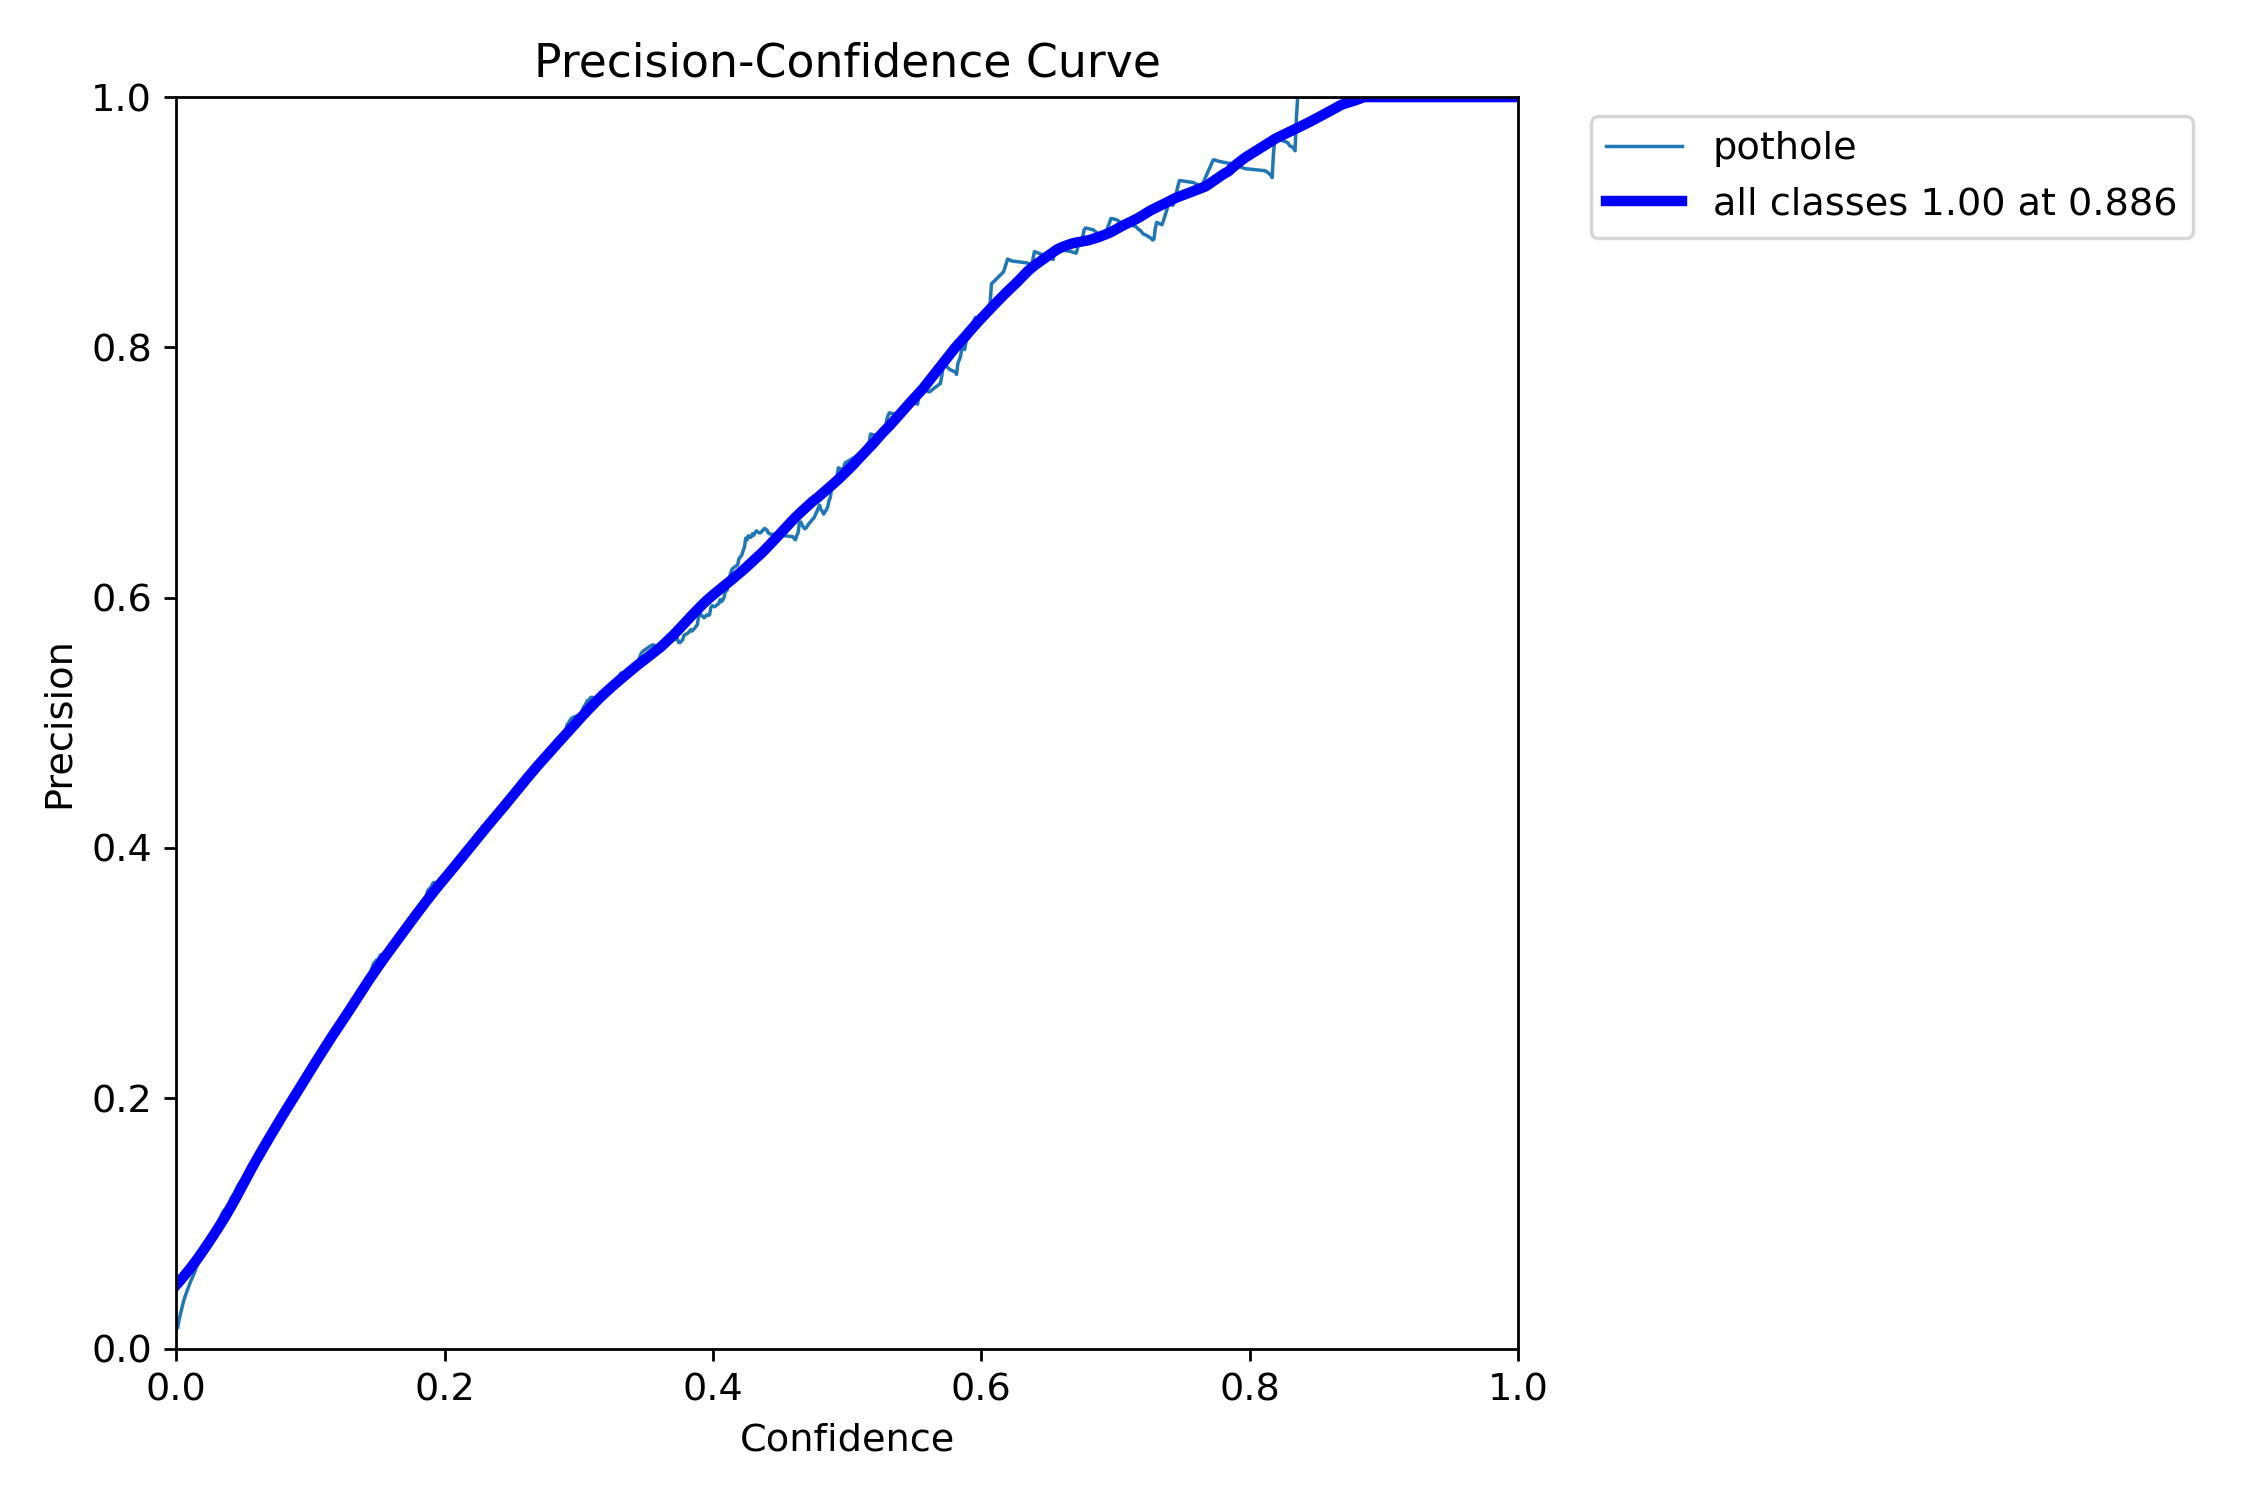 Precision-Confidence Curve
pothole
all classes 1.00 at 0.886
Precision
1.0
0.8
0.6
0.4
0.2
0.0
0.0 0.2 0.4 0.6 0.8 1.0
Confidence